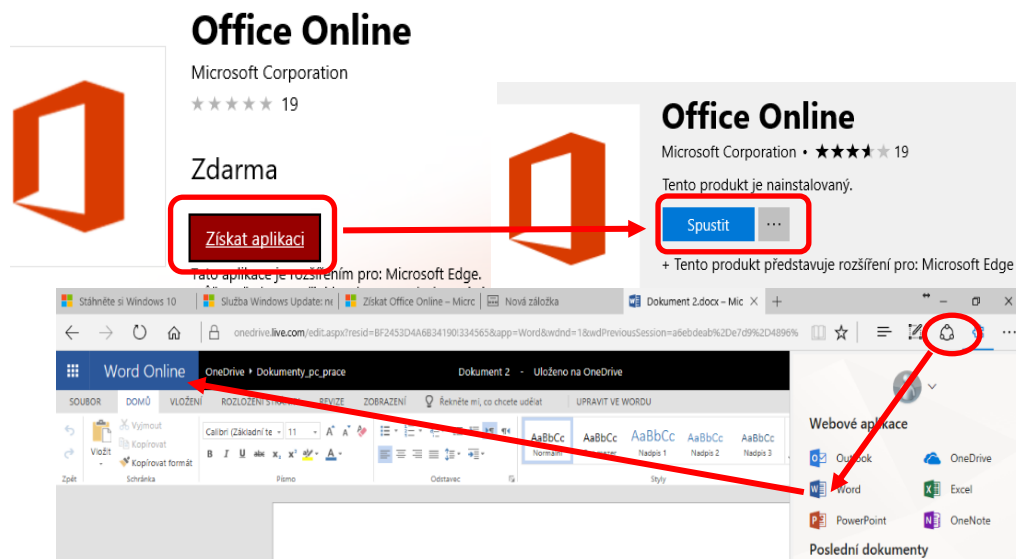 Office Online
Microsoft Corporation
19
Zdarma
Získat aplikaci
Tato aplikace je rozšířením pro: Microsoft Edge.
Office Online
Microsoft Corporation • 19
Tento produkt je nainstalovaný.
Spustit ...
+ Tento produkt představuje rozšíření pro: Microsoft Edge
Stáhněte si Windows 10 Služba Windows Update: Získat Office Online – Micro Nová záložka Dokument 2.docx – Mic
onedrive.live.com/edit.aspx?resid=BF2453D4A6B34190!334565&app=Word&wdnd=1&wdPreviousSession=a6ebdeab%2De7d9%2D4896%
Word Online OneDrive Dokumenty_pc_prace Dokument 2 - Uloženo na OneDrive
SOUBOR DOMŮ VLOŽENÍ ROZLOŽENÍ REVIZE ZOBRAZENÍ Řekněte mi, co chcete udělat UPRAVIT VE WORDU
Vložit
Vyjmout
Kopírovat
Kopírovat formát
Calibri (Základní te 11 A A
B I U abc x, x² A
AaBbCc AaBbCc AaBbCc AaBbCc AaBbCc
Normální Nadpis 1 Nadpis 2 Nadpis 3
Zpět Schránka Písmo Odstavec Styly
Webové aplikace
Outlook OneDrive
Word Excel
PowerPoint OneNote
Poslední dokumenty